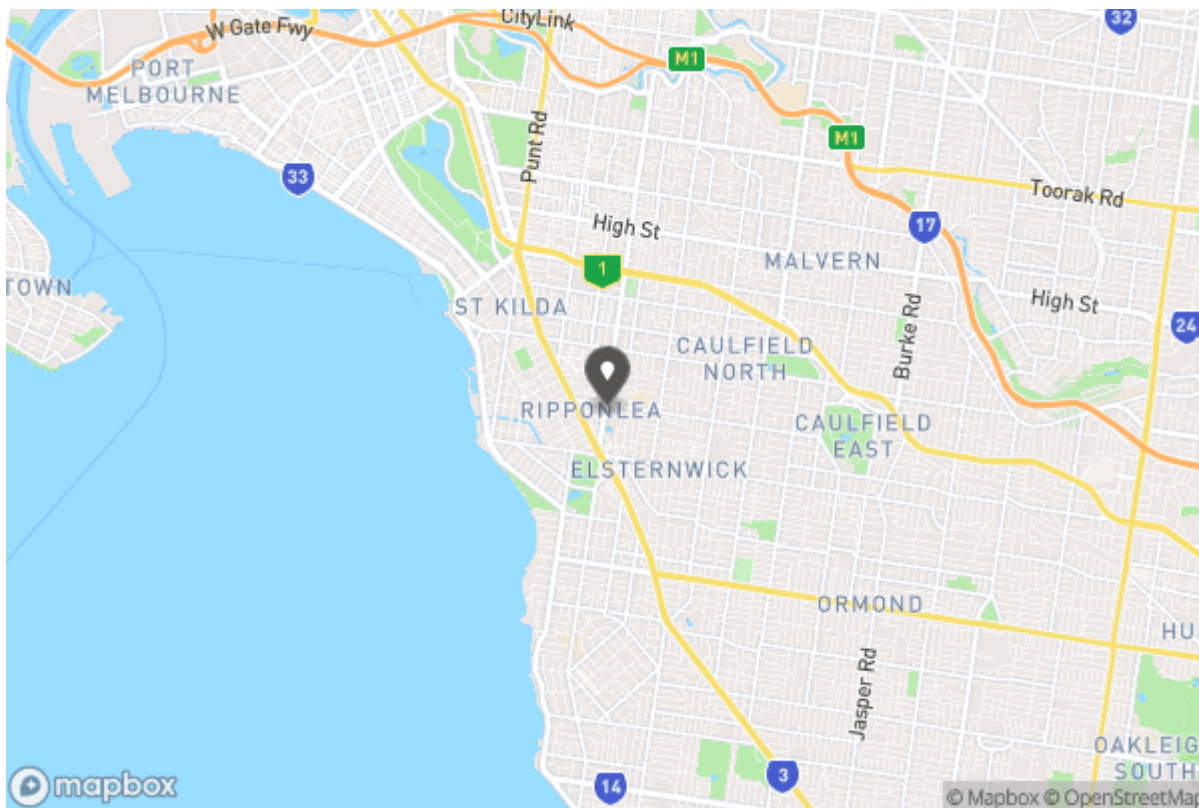 CityLink
32
W Gate Fwy
M1
PORT
MELBOURNE
Punt Rd
M1
33
Toorak Rd
High St
17
MALVERN
1
TOWN
ST KILDA
High St
24
Burke Rd
CAULFIELD
NORTH
RIPPONLEA
CAULFIELD
EAST
ELSTERNWICK
ORMOND
HU
Jasper Rd
OAKLEIG
SOUTH
3
14
mapbox
© Mapbox © OpenStreetMap